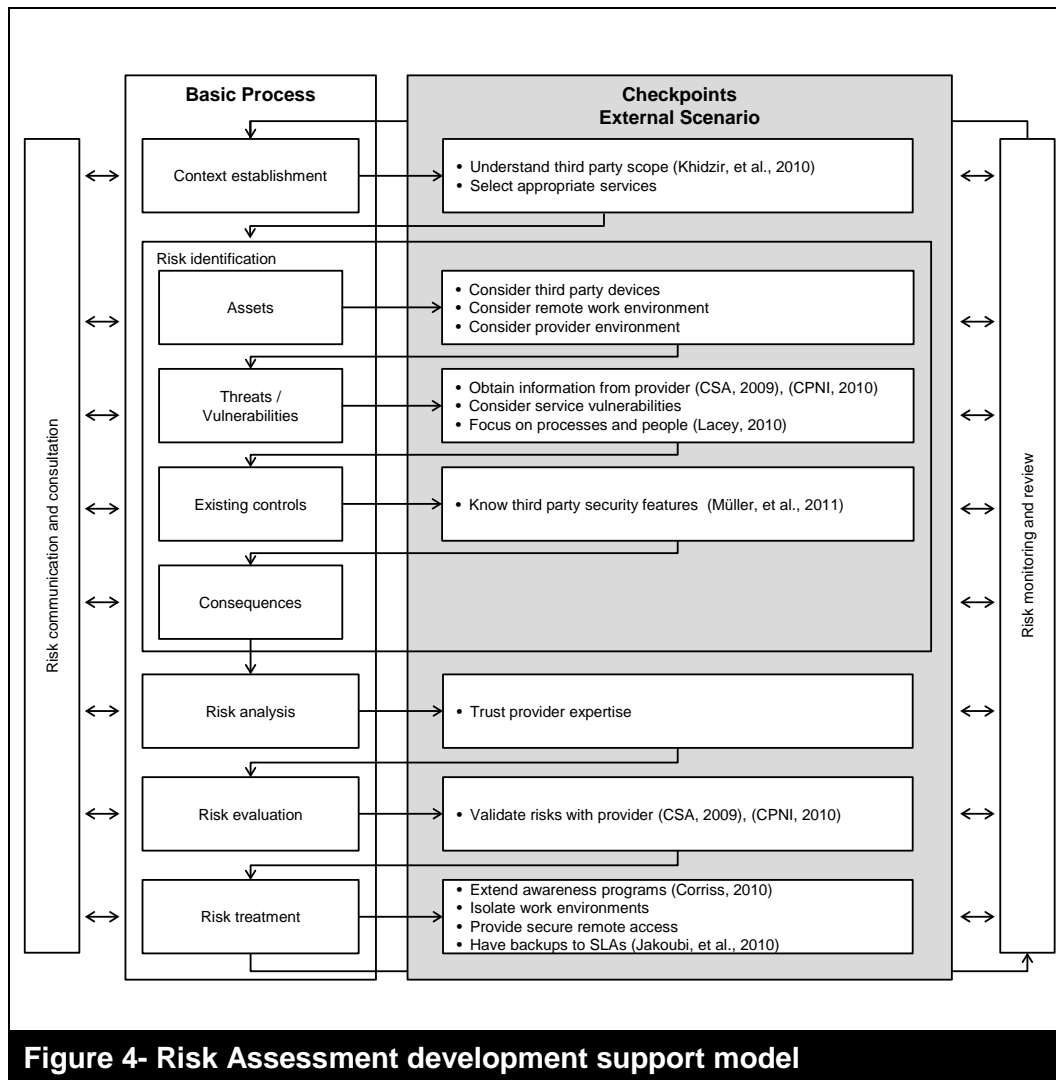 Basic Process
Checkpoints
External Scenario
Risk communication and consultation
Context establishment
• Understand third party scope (Khidzir, et al., 2010)
• Select appropriate services
Risk identification
Assets
• Consider third party devices
• Consider remote work environment
• Consider provider environment
Threats /
Vulnerabilities
• Obtain information from provider (CSA, 2009), (CPNI, 2010)
• Consider service vulnerabilities
• Focus on processes and people (Lacey, 2010)
Existing controls
• Know third party security features (Müller, et al., 2011)
Consequences
Risk analysis
• Trust provider expertise
Risk evaluation
• Validate risks with provider (CSA, 2009), (CPNI, 2010)
Risk treatment
• Extend awareness programs (Corriss, 2010)
• Isolate work environments
• Provide secure remote access
• Have backups to SLAs (Jakoubi, et al., 2010)
Risk monitoring and review
Figure 4- Risk Assessment development support model